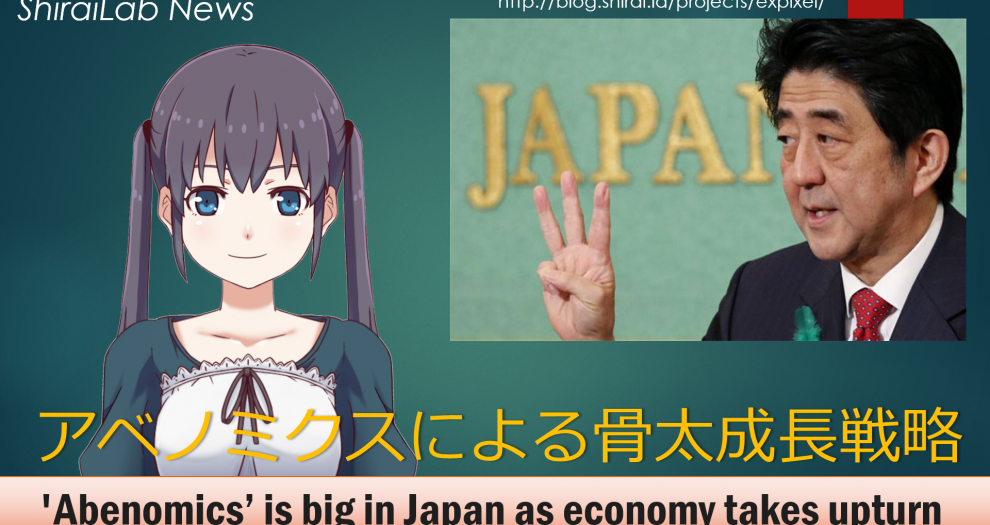 ShiraiLab News
http://blog.shirai.la/projects/expixel/
JAPAN
アベノミクスによる骨太成長戦略
'Abenomics’ is big in Japan as economy takes upturn